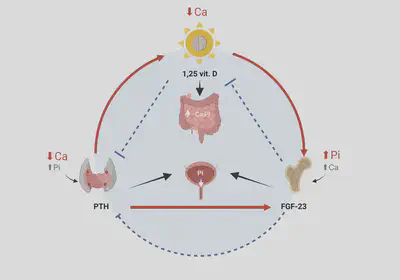 ↓Ca
1,25 vit. D
↑ Ca/Pi
↓Ca
↑ Pi
PTH
Pi
↑Pi
↑ Ca
FGF-23